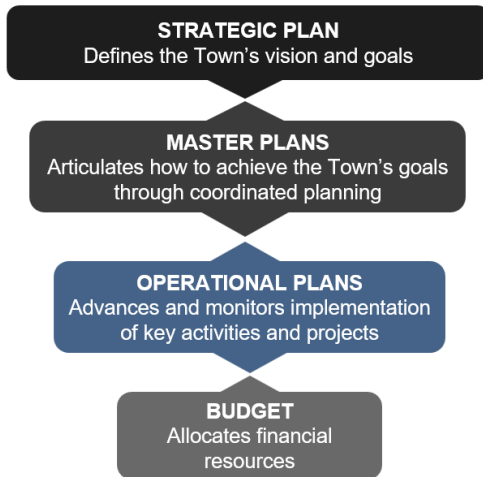 STRATEGIC PLAN
Defines the Town’s vision and goals
MASTER PLANS
Articulates how to achieve the Town’s goals
through coordinated planning
OPERATIONAL PLANS
Advances and monitors implementation
of key activities and projects
BUDGET
Allocates financial
resources